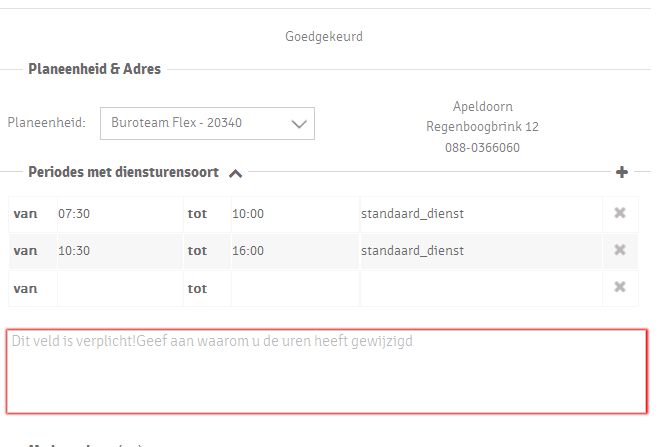 Goedgekeurd
Planeenheid & Adres
Planeenheid: Buroteam Flex - 20340
Apeldoorn
Regenboogbrink 12
088-0366060
Periodes met diensturensoort
van 07:30 tot 10:00 standaard_dienst
van 10:30 tot 16:00 standaard_dienst
van tot
Dit veld is verplicht!Geef aan waarom u de uren heeft gewijzigd